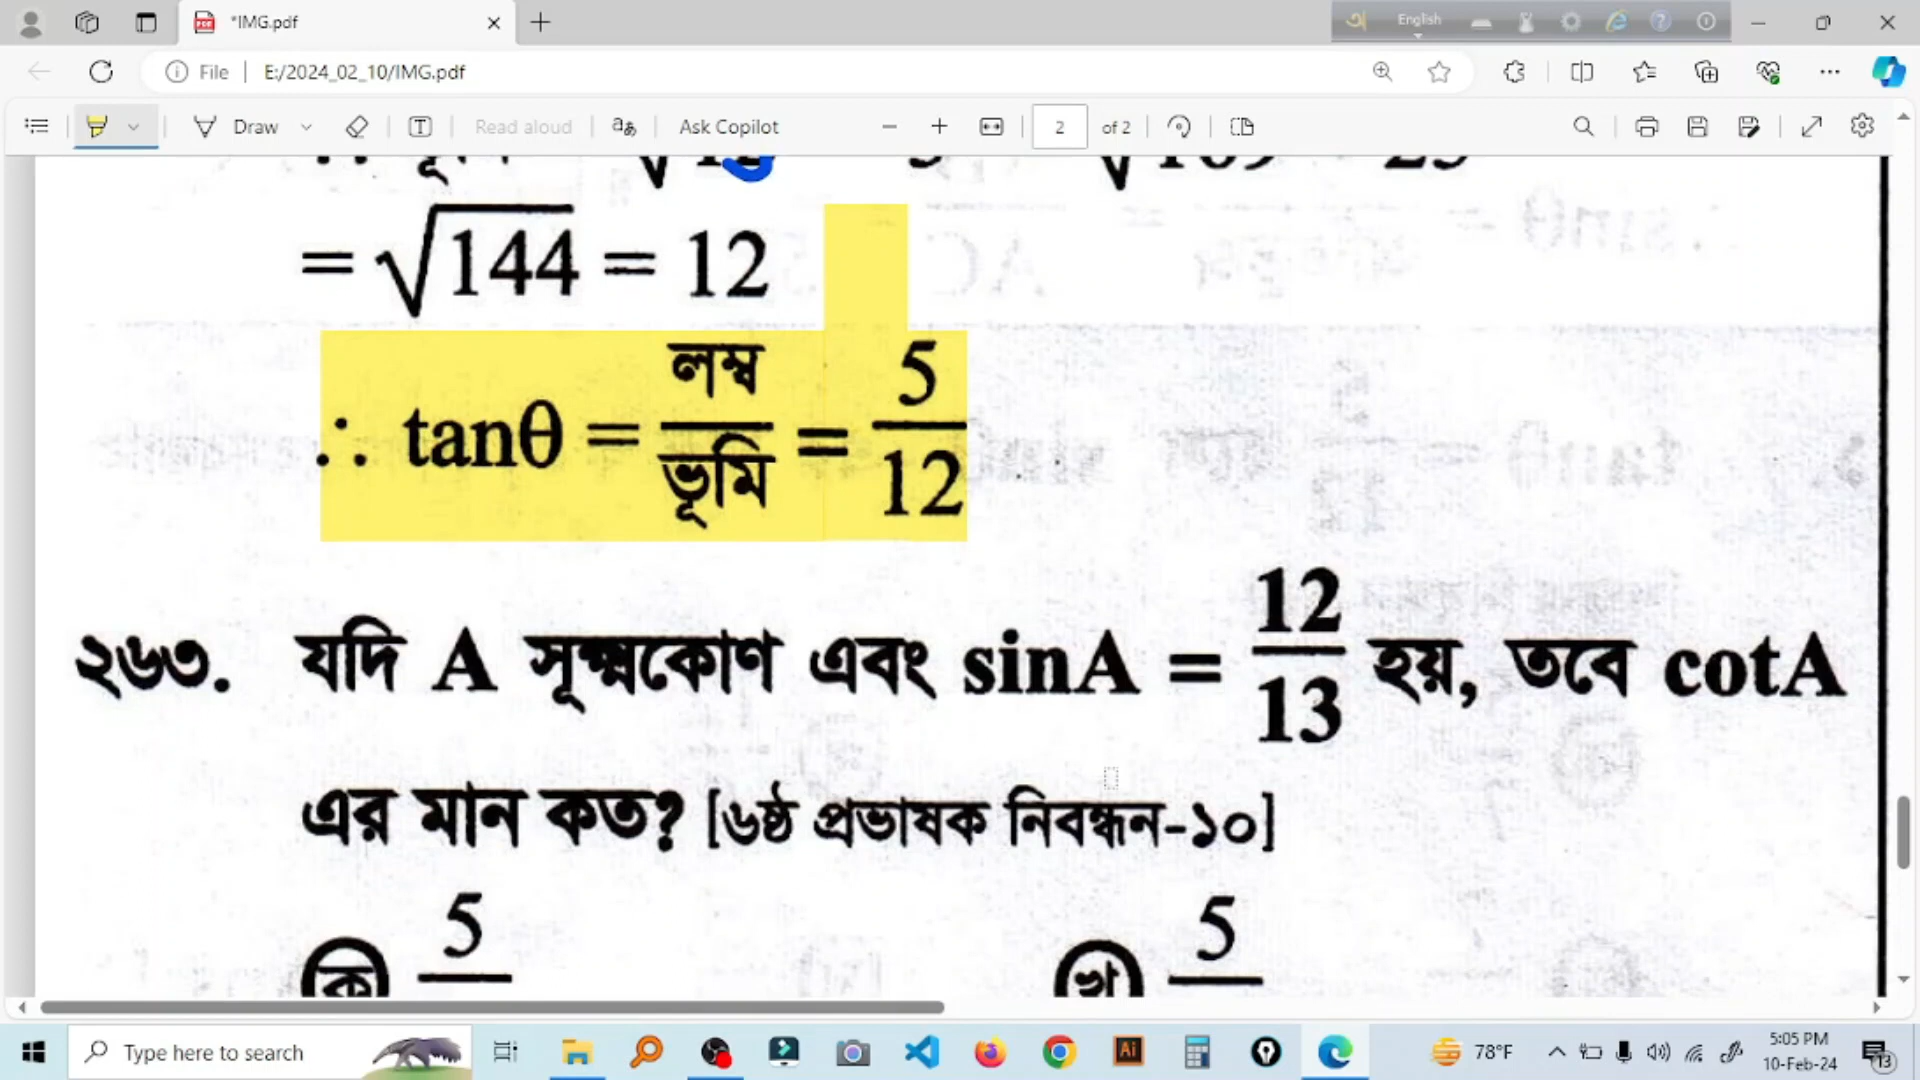 *IMG.pdf
English
File E:/2024_02_10/IMG.pdf
Draw Read aloud Ask Copilot 2 of 2
= √144 = 12
∴ tanθ = লম্ব/ভূমি = 5/12
২৬৩. যদি A সূক্ষ্মকোণ এবং sinA = 12/13 হয়, তবে cotA
এর মান কত? [৬ষ্ঠ প্রভাষক নিবন্ধন-১০]
ক 5 খ 5
Type here to search 78°F 5:05 PM
10-Feb-24 13